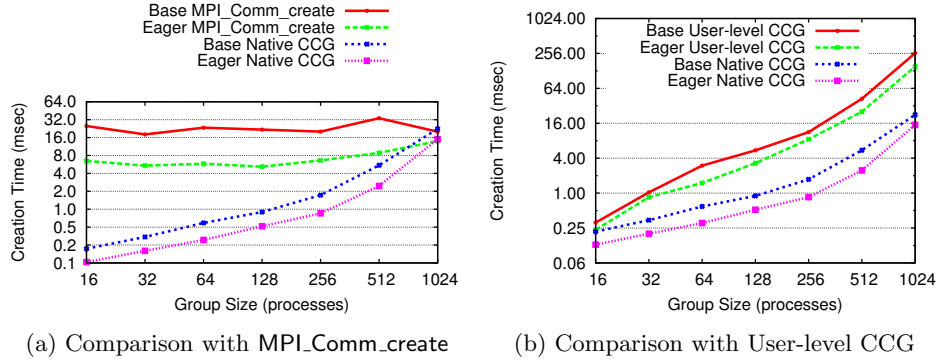 Base MPI_Comm_create
Eager MPI_Comm_create
Base Native CCG
Eager Native CCG
Creation Time (msec)
64.0
32.0
16.0
8.0
4.0
2.0
1.0
0.5
0.2
0.1
16 32 64 128 256 512 1024
Group Size (processes)
(a) Comparison with MPI_Comm_create
Base User-level CCG
Eager User-level CCG
Base Native CCG
Eager Native CCG
Creation Time (msec)
1024.00
256.00
64.00
16.00
4.00
1.00
0.25
0.06
16 32 64 128 256 512 1024
Group Size (processes)
(b) Comparison with User-level CCG